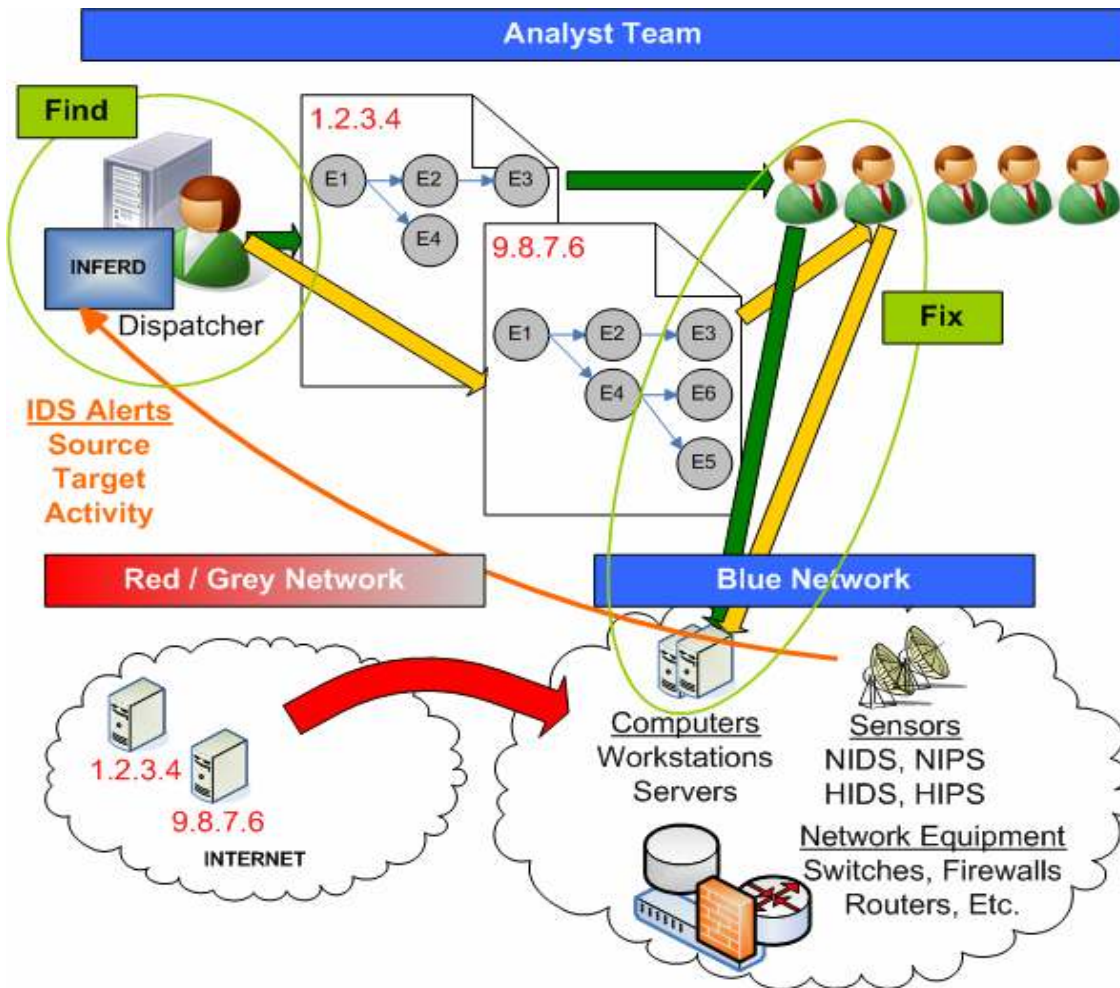 Analyst Team
Find
INFERD
Dispatcher
1.2.3.4
E1
E2
E3
E4
9.8.7.6
E1
E2
E3
E4
E6
E5
Fix
IDS Alerts
Source
Target
Activity
Red / Grey Network
Blue Network
1.2.3.4
9.8.7.6
INTERNET
Computers
Workstations
Servers
Sensors
NIDS, NIPS
HIDS, HIPS
Network Equipment
Switches, Firewalls
Routers, Etc.